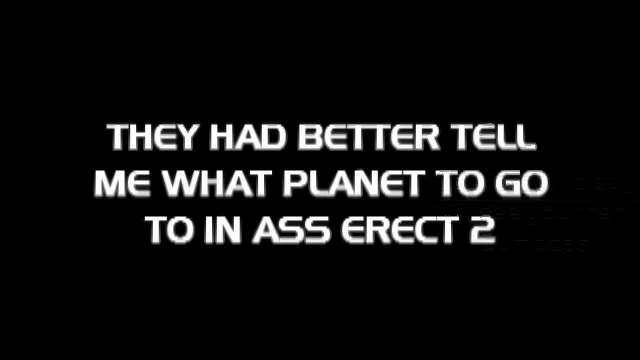 THEY HAD BETTER TELL
ME WHAT PLANET TO GO
TO IN ASS ERECT 2